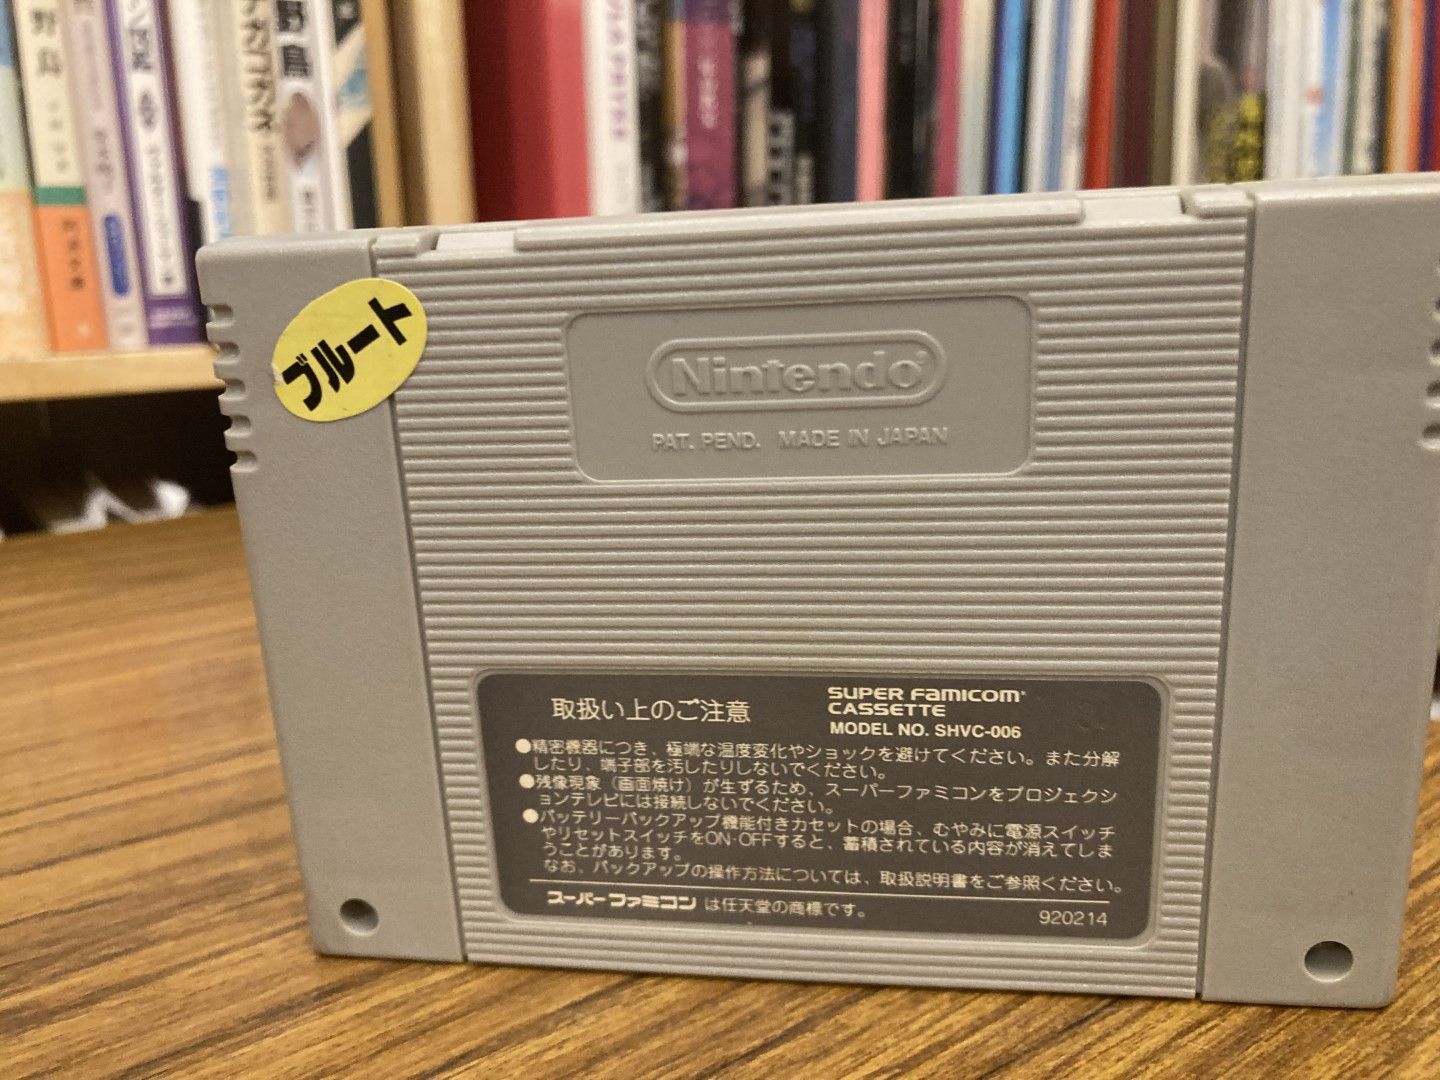 野鳥
野鳥
ブルート
Nintendo
PAT. PEND. MADE IN JAPAN
取扱い上のご注意
SUPER FAMICOM
CASSETTE
MODEL NO. SHVC-006
●精密機器につき、極端な温度変化やショックを避けてください。また分解
したり、端子部を汚したりしないでください。
●残像現象（画面焼け）が生ずるため、スーパーファミコンをプロジェクシ
ョンテレビには接続しないでください。
●バッテリーバックアップ機能付きカセットの場合、むやみに電源スイッチ
やリセットスイッチをON·OFFすると、蓄積されている内容が消えてしま
うことがあります。
なお、バックアップの操作方法については、取扱説明書をご参照ください。
スーパーファミコン は任天堂の商標です。
920214